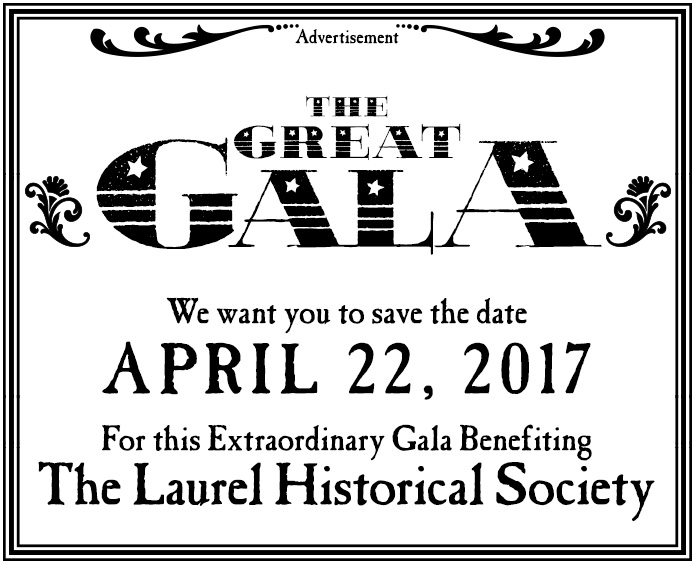 Advertisement
THE
GREAT
GALA
We want you to save the date
APRIL 22, 2017
For this Extraordinary Gala Benefiting
The Laurel Historical Society